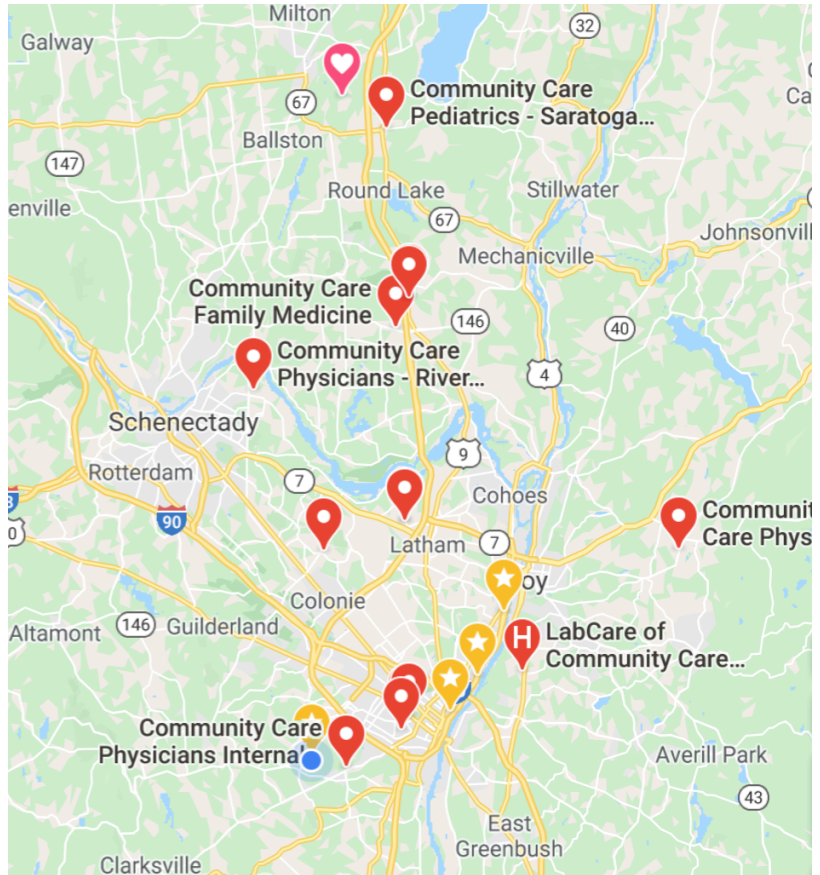 Milton
Galway
32
Community Care
Pediatrics - Saratoga...
67
Ballston
147
Round Lake
Stillwater
enville
67
Johnsonvill
Mechanicville
Community Care
Family Medicine
146
40
Community Care
Physicians - River...
4
Schenectady
9
Rotterdam
7
Cohoes
90
Communit
Care Phys
Latham
7
oy
Colonie
Altamont
146
Guilderland
H
LabCare of
Community Care...
Community Care
Physicians Internal
Averill Park
43
East
Greenbush
Clarksville